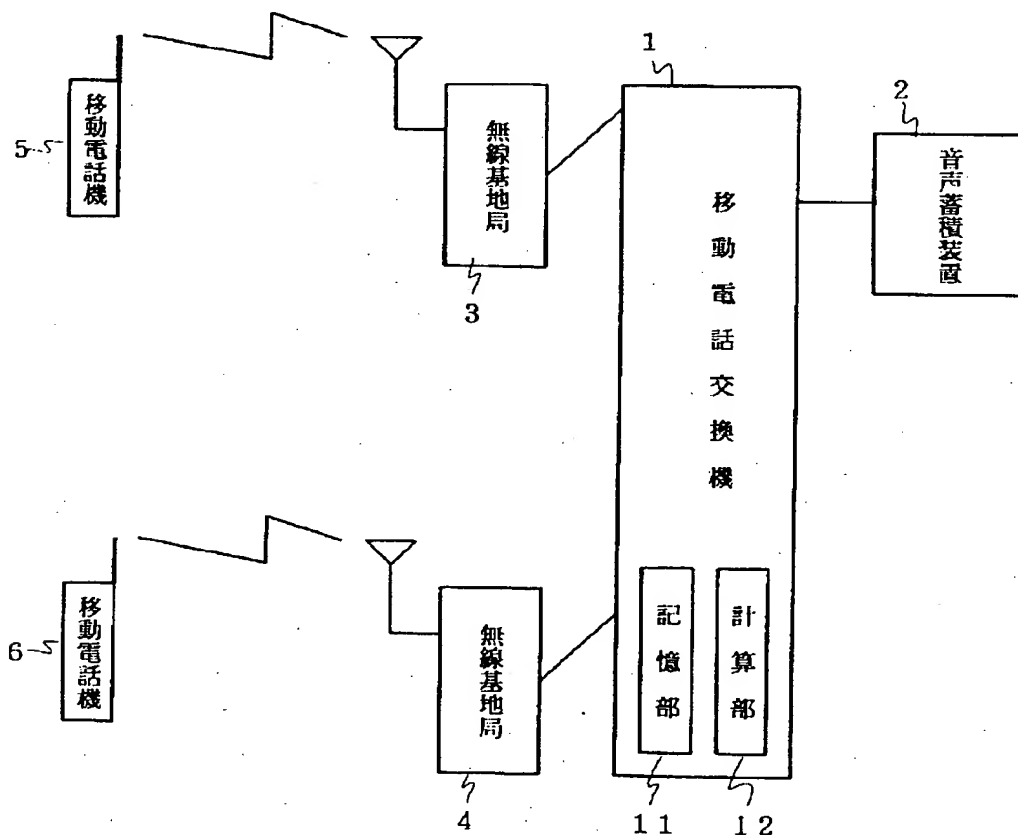 1
2
移動電話機
5
無線基地局
3
移動電話交換機
音声蓄積装置
移動電話機
6
無線基地局
4
記憶部
計算部
11
12